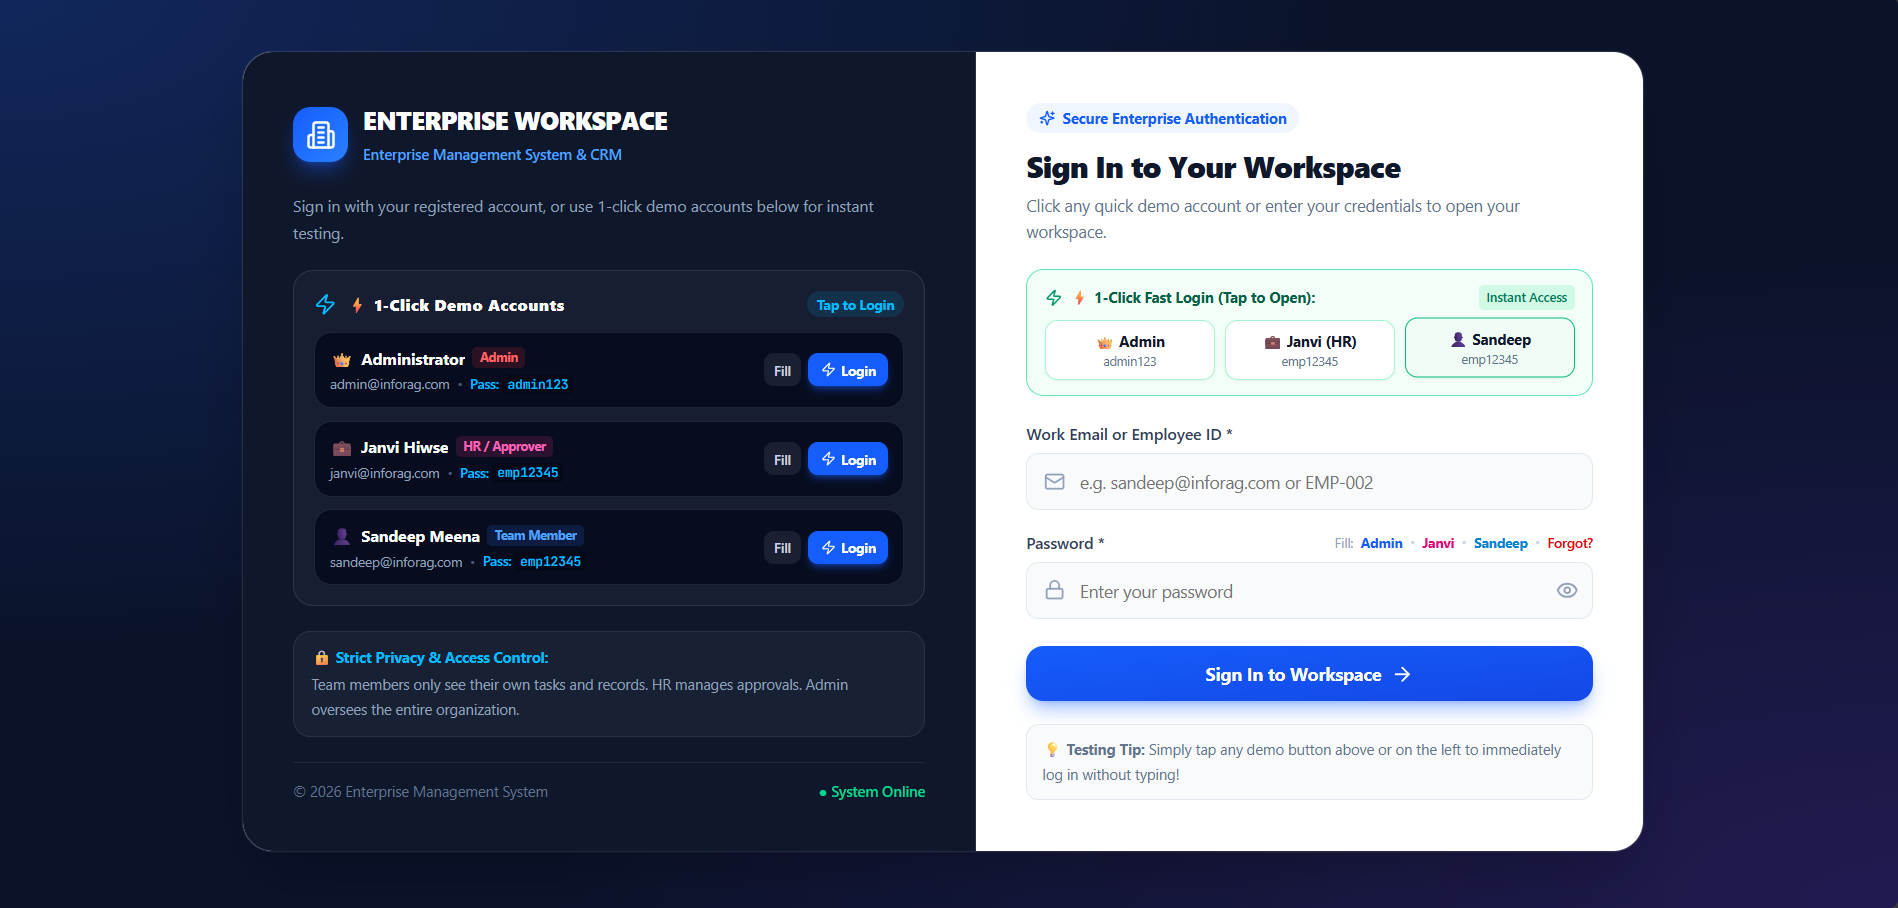 ENTERPRISE WORKSPACE
Enterprise Management System & CRM
Sign in with your registered account, or use 1-click demo accounts below for instant
testing.
1-Click Demo Accounts
Tap to Login
Administrator Admin
admin@inforag.com • Pass: admin123
Fill
Login
Janvi Hiwse HR / Approver
janvi@inforag.com • Pass: emp12345
Fill
Login
Sandeep Meena Team Member
sandeep@inforag.com • Pass: emp12345
Fill
Login
Strict Privacy & Access Control:
Team members only see their own tasks and records. HR manages approvals. Admin
oversees the entire organization.
© 2026 Enterprise Management System
● System Online
Secure Enterprise Authentication
Sign In to Your Workspace
Click any quick demo account or enter your credentials to open your
workspace.
1-Click Fast Login (Tap to Open):
Instant Access
Admin
admin123
Janvi (HR)
emp12345
Sandeep
emp12345
Work Email or Employee ID *
e.g. sandeep@inforag.com or EMP-002
Password *
Fill: Admin • Janvi • Sandeep • Forgot?
Enter your password
Sign In to Workspace →
Testing Tip: Simply tap any demo button above or on the left to immediately
log in without typing!